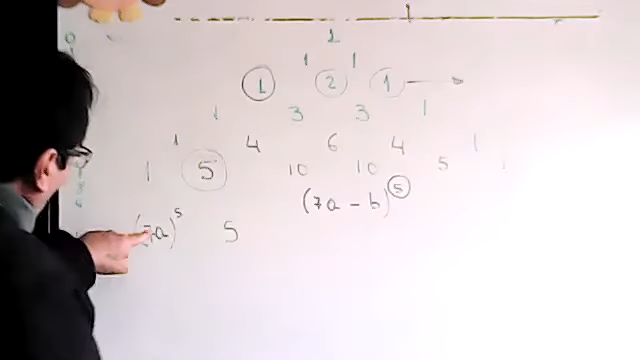 1
1 1
1 2 1
1 3 3 1
1 4 6 4 1
1 5 10 10 5 1
(7a - b)^5
(7a)^5 5